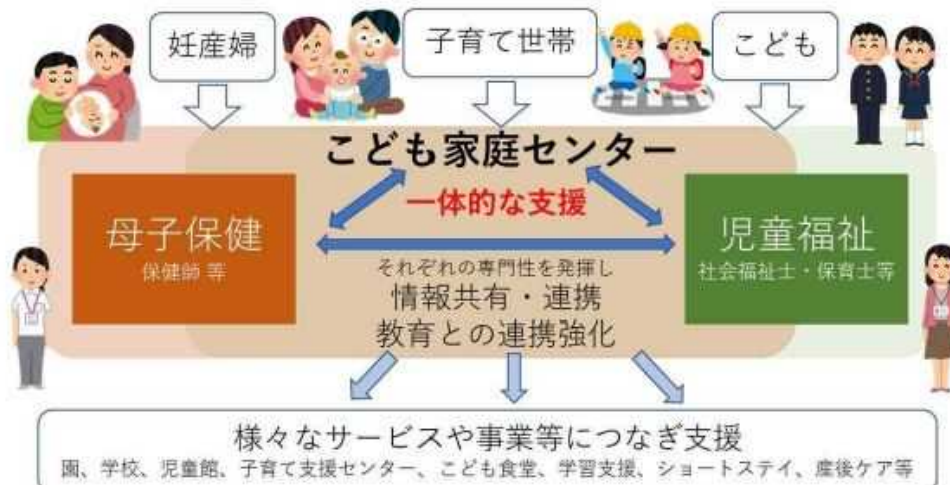 妊産婦
子育て世帯
こども
こども家庭センター
一体的な支援
母子保健
保健師 等
児童福祉
社会福祉士・保育士等
それぞれの専門性を発揮し
情報共有・連携
教育との連携強化
様々なサービスや事業等につなぎ支援
園、学校、児童館、子育て支援センター、こども食堂、学習支援、ショートステイ、産後ケア等